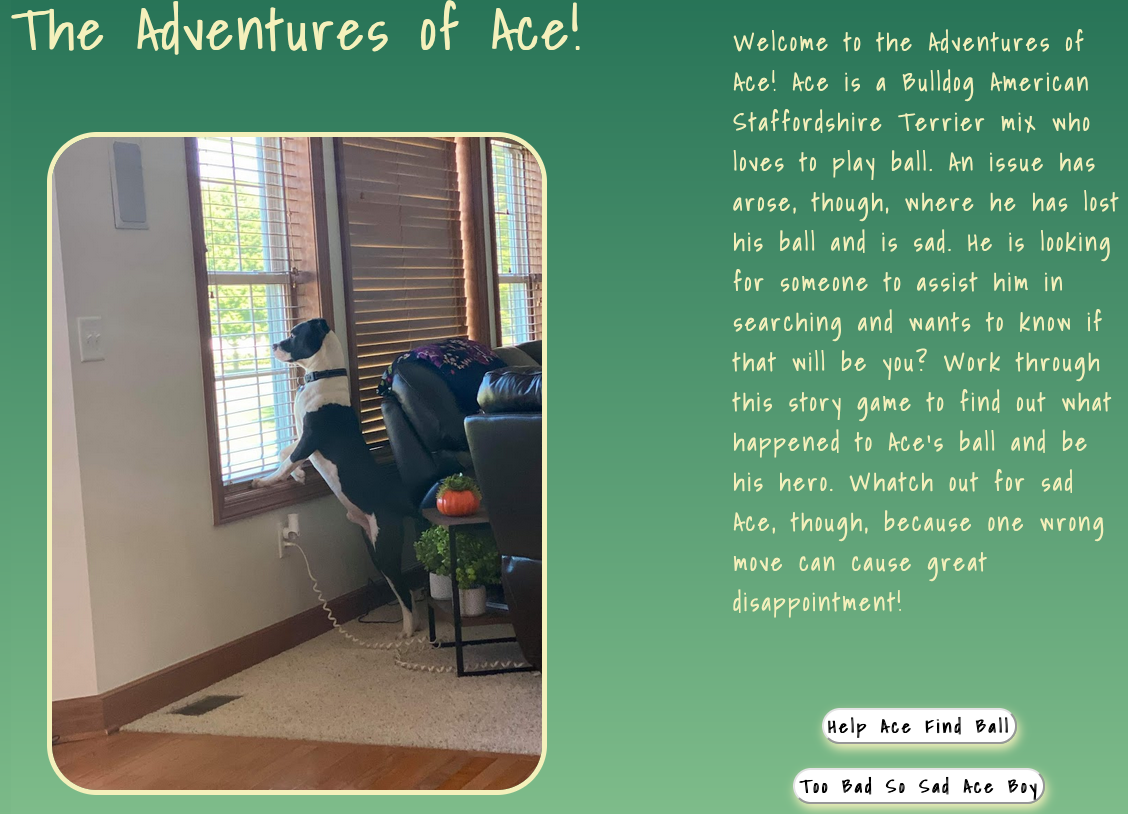 The Adventures of Ace!
Welcome to the Adventures of
Ace! Ace is a Bulldog American
Staffordshire Terrier mix who
loves to play ball. An issue has
arose, though, where he has lost
his ball and is sad. He is looking
for someone to assist him in
searching and wants to know if
that will be you? Work through
this story game to find out what
happened to Ace's ball and be
his hero. Whatch out for sad
Ace, though, because one wrong
move can cause great
disappointment!
Help Ace Find Ball
Too Bad So Sad Ace Boy